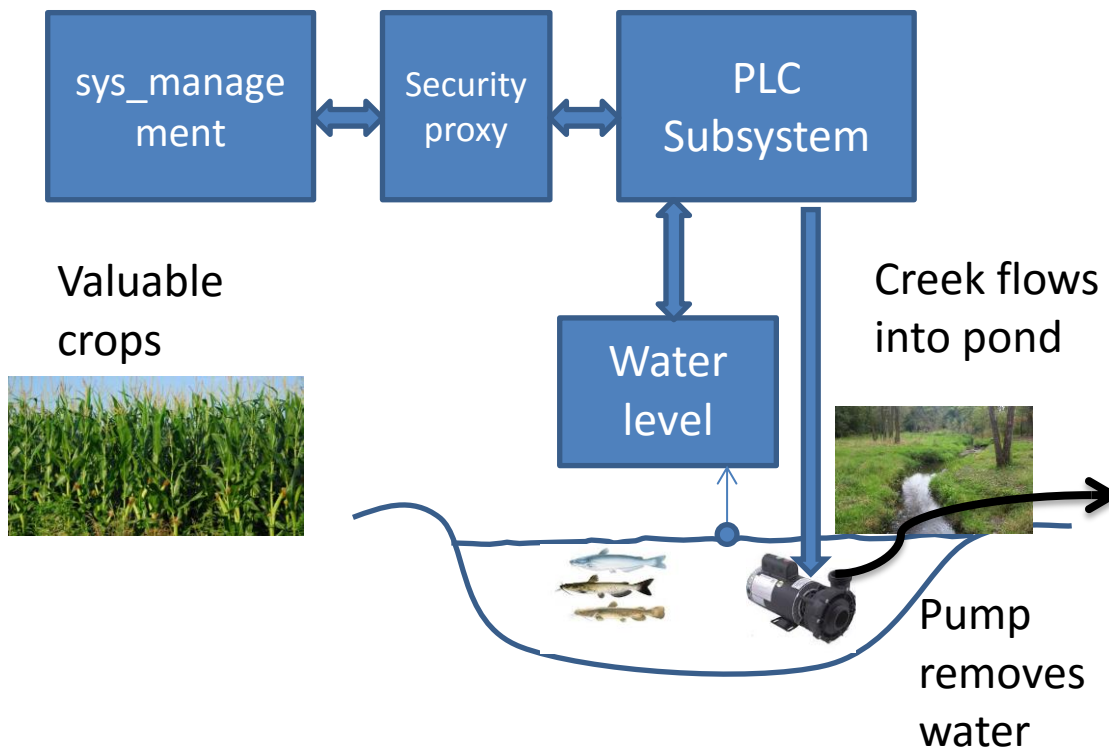 sys_manage
ment
Security
proxy
PLC
Subsystem
Valuable
crops
Water
level
Creek flows
into pond
Pump
removes
water